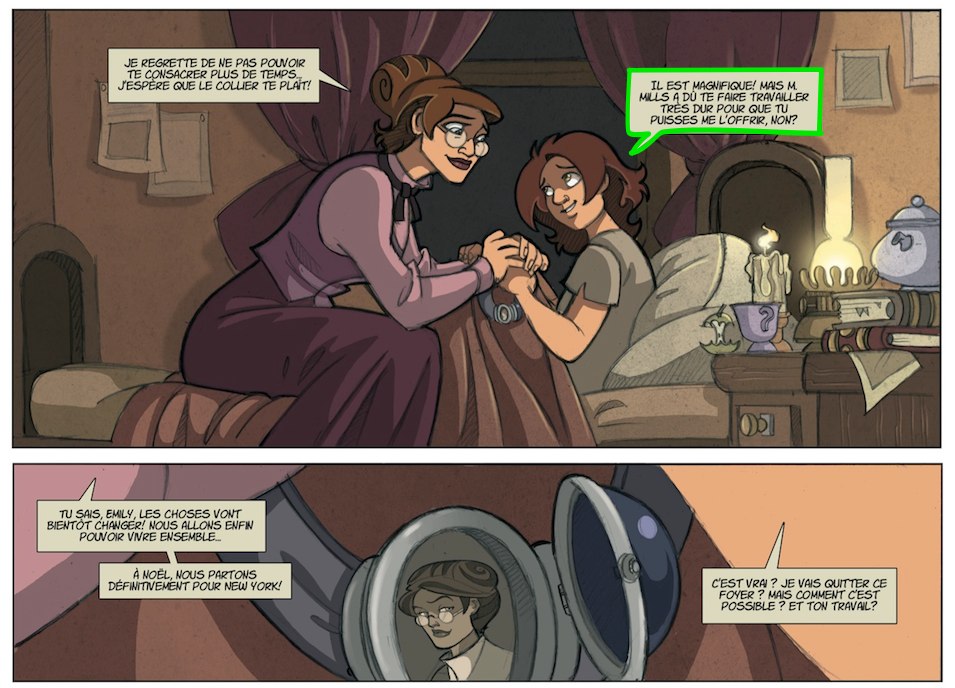 JE REGRETTE DE NE PAS POUVOIR
TE CONSACRER PLUS DE TEMPS...
J'ESPÈRE QUE LE COLLIER TE PLAÎT!
IL EST MAGNIFIQUE! MAIS M.
MILLS A DÛ TE FAIRE TRAVAILLER
TRÈS DUR POUR QUE TU
PUISSES ME L'OFFRIR, NON?
TU SAIS, EMILY, LES CHOSES VONT
BIENTÔT CHANGER! NOUS ALLONS ENFIN
POUVOIR VIVRE ENSEMBLE...
À NOËL, NOUS PARTONS
DÉFINITIVEMENT POUR NEW YORK!
C'EST VRAI ? JE VAIS QUITTER CE
FOYER ? MAIS COMMENT C'EST
POSSIBLE ? ET TON TRAVAIL?